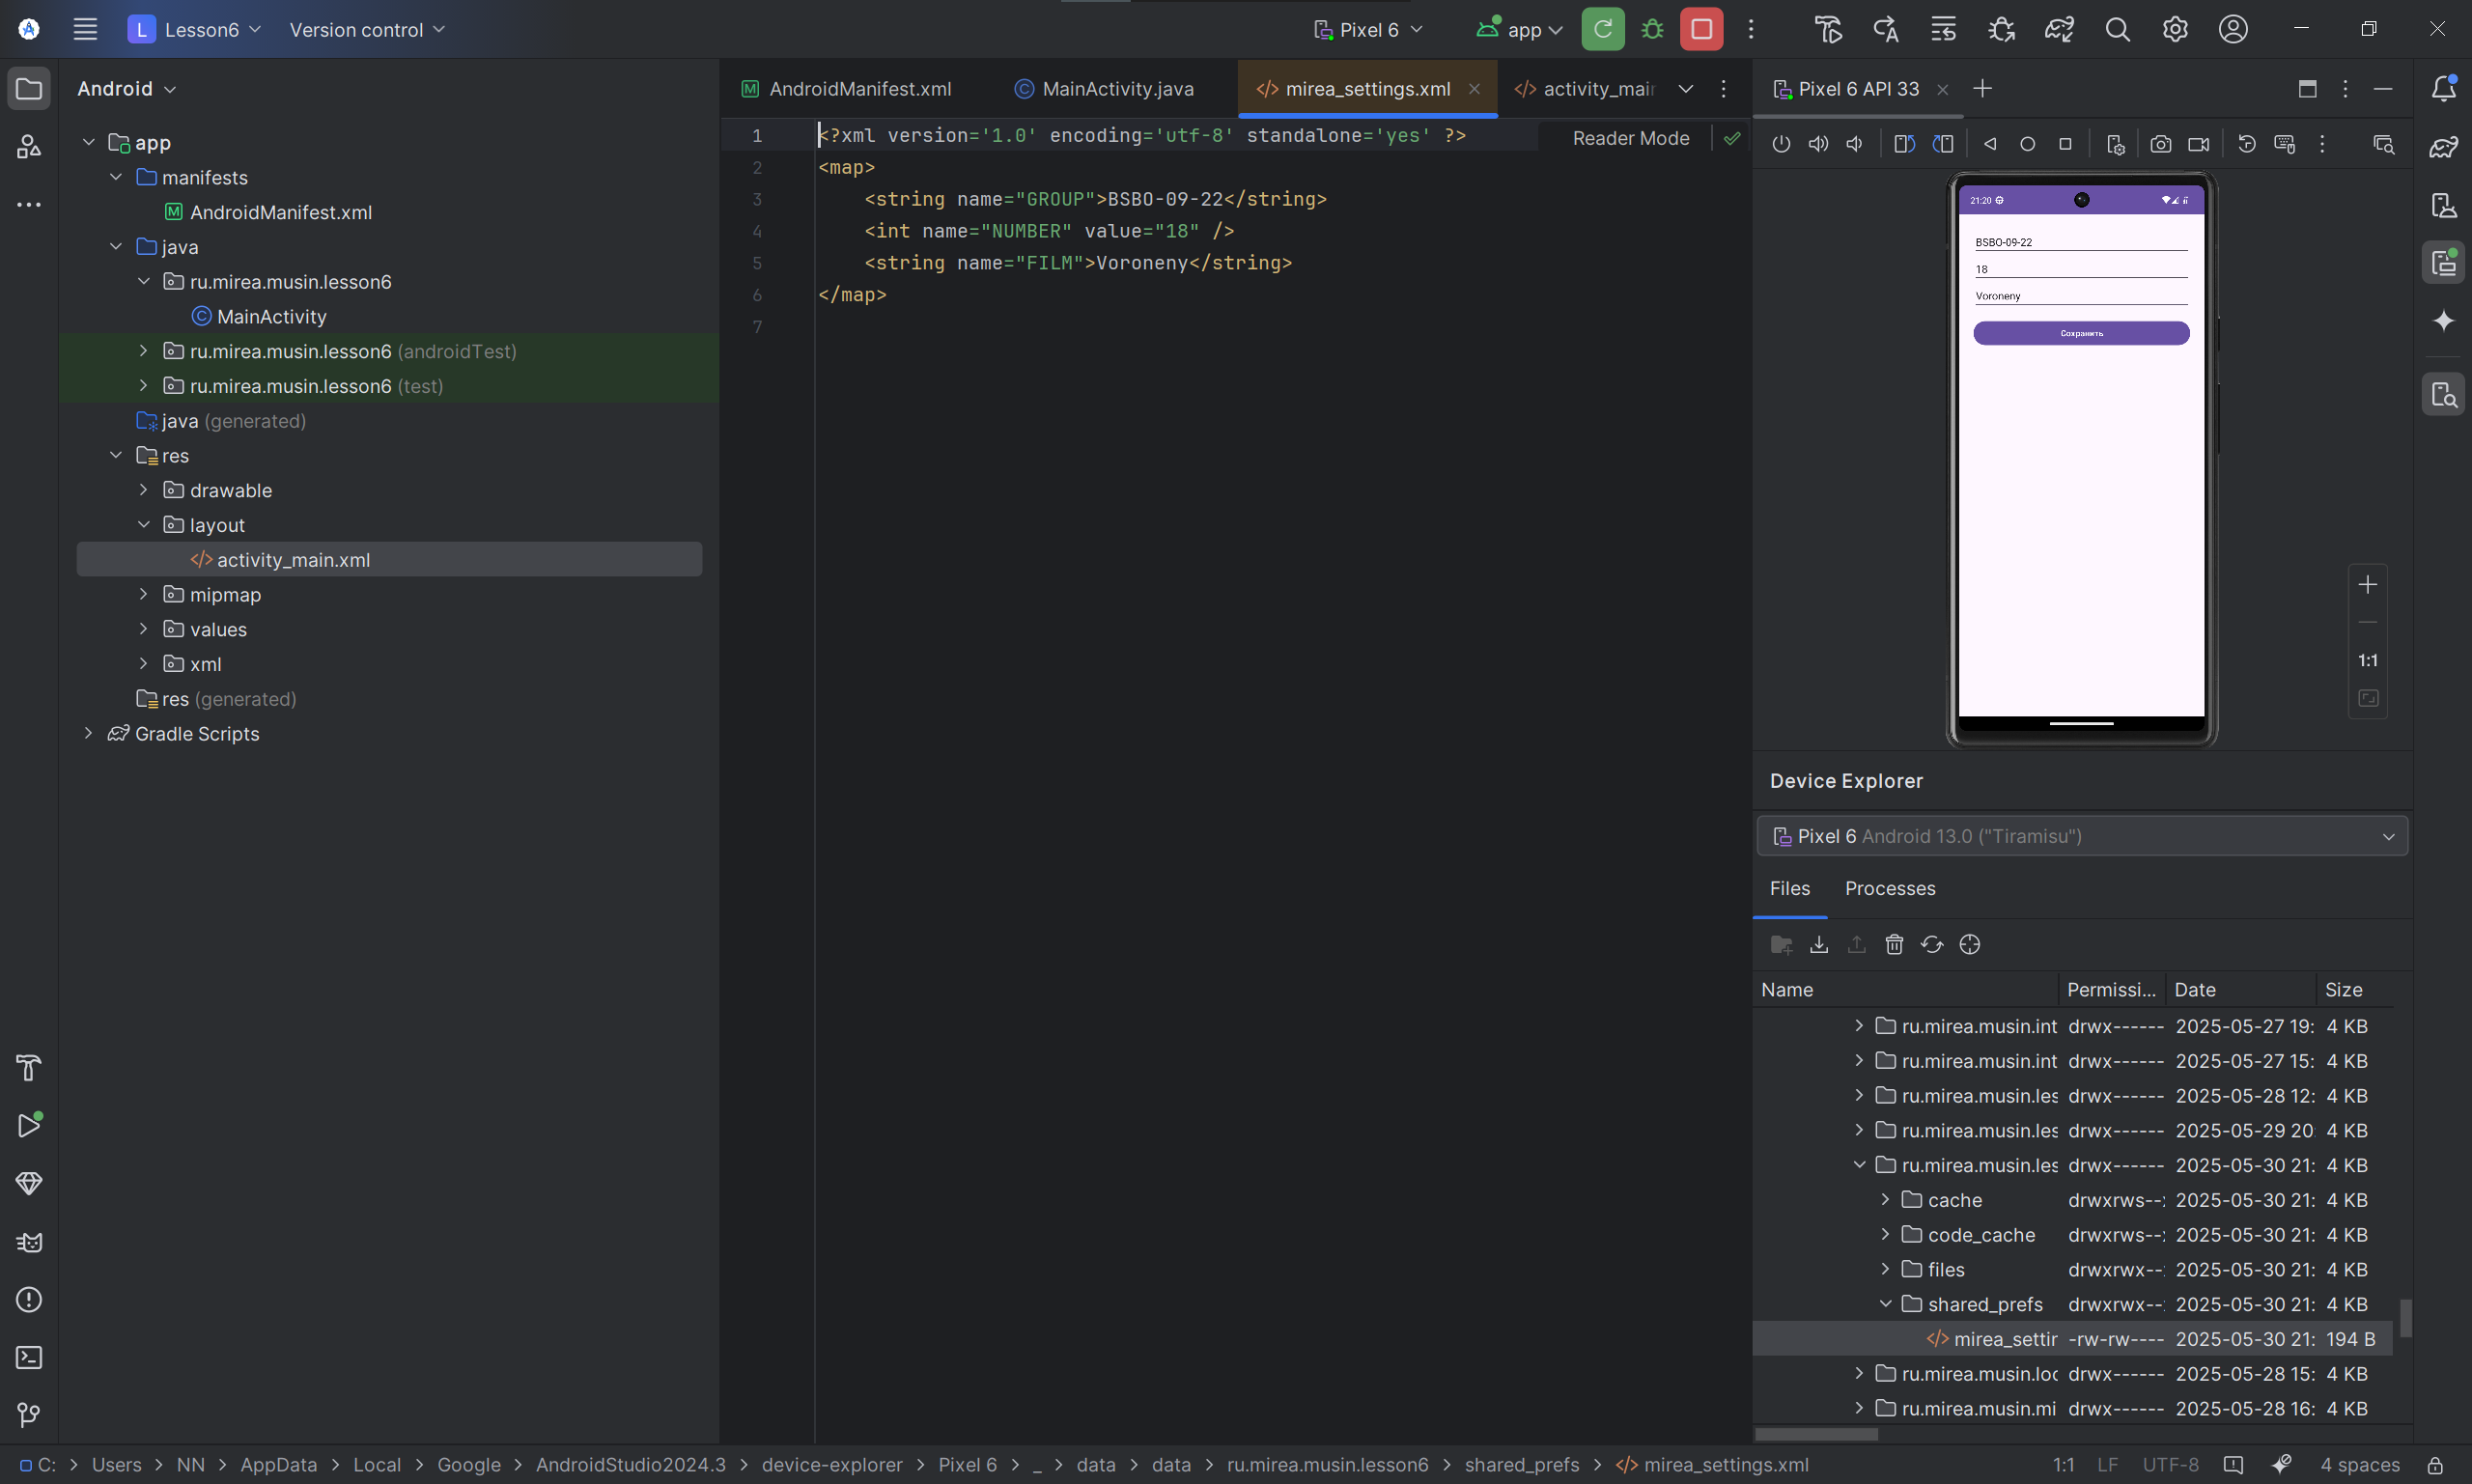 L Lesson6 Version control Pixel 6 app
Android
app
manifests
AndroidManifest.xml
java
ru.mirea.musin.lesson6
MainActivity
ru.mirea.musin.lesson6 (androidTest)
ru.mirea.musin.lesson6 (test)
java (generated)
res
drawable
layout
activity_main.xml
mipmap
values
xml
res (generated)
Gradle Scripts
AndroidManifest.xml MainActivity.java mirea_settings.xml activity_mai
Reader Mode
1 <?xml version='1.0' encoding='utf-8' standalone='yes' ?>
2 <map>
3 <string name="GROUP">BSBO-09-22</string>
4 <int name="NUMBER" value="18" />
5 <string name="FILM">Voroneny</string>
6 </map>
7
Pixel 6 API 33
21:20
BSBO-09-22
18
Voroneny
Сохранить
1:1
Device Explorer
Pixel 6 Android 13.0 ("Tiramisu")
Files Processes
Name Permissi... Date Size
ru.mirea.musin.int drwx------ 2025-05-27 19: 4 KB
ru.mirea.musin.int drwx------ 2025-05-27 15: 4 KB
ru.mirea.musin.les drwx------ 2025-05-28 12: 4 KB
ru.mirea.musin.les drwx------ 2025-05-29 20: 4 KB
ru.mirea.musin.les drwx------ 2025-05-30 21: 4 KB
cache drwxrws--x 2025-05-30 21: 4 KB
code_cache drwxrws--x 2025-05-30 21: 4 KB
files drwxrwx-- 2025-05-30 21: 4 KB
shared_prefs drwxrwx-- 2025-05-30 21: 4 KB
mirea_settir -rw-rw---- 2025-05-30 21: 194 B
ru.mirea.musin.loc drwx------ 2025-05-28 15: 4 KB
ru.mirea.musin.mi drwx------ 2025-05-28 16: 4 KB
C: > Users > NN > AppData > Local > Google > AndroidStudio2024.3 > device-explorer > Pixel 6 > _ > data > data > ru.mirea.musin.lesson6 > shared_prefs > mirea_settings.xml
1:1 LF UTF-8 4 spaces